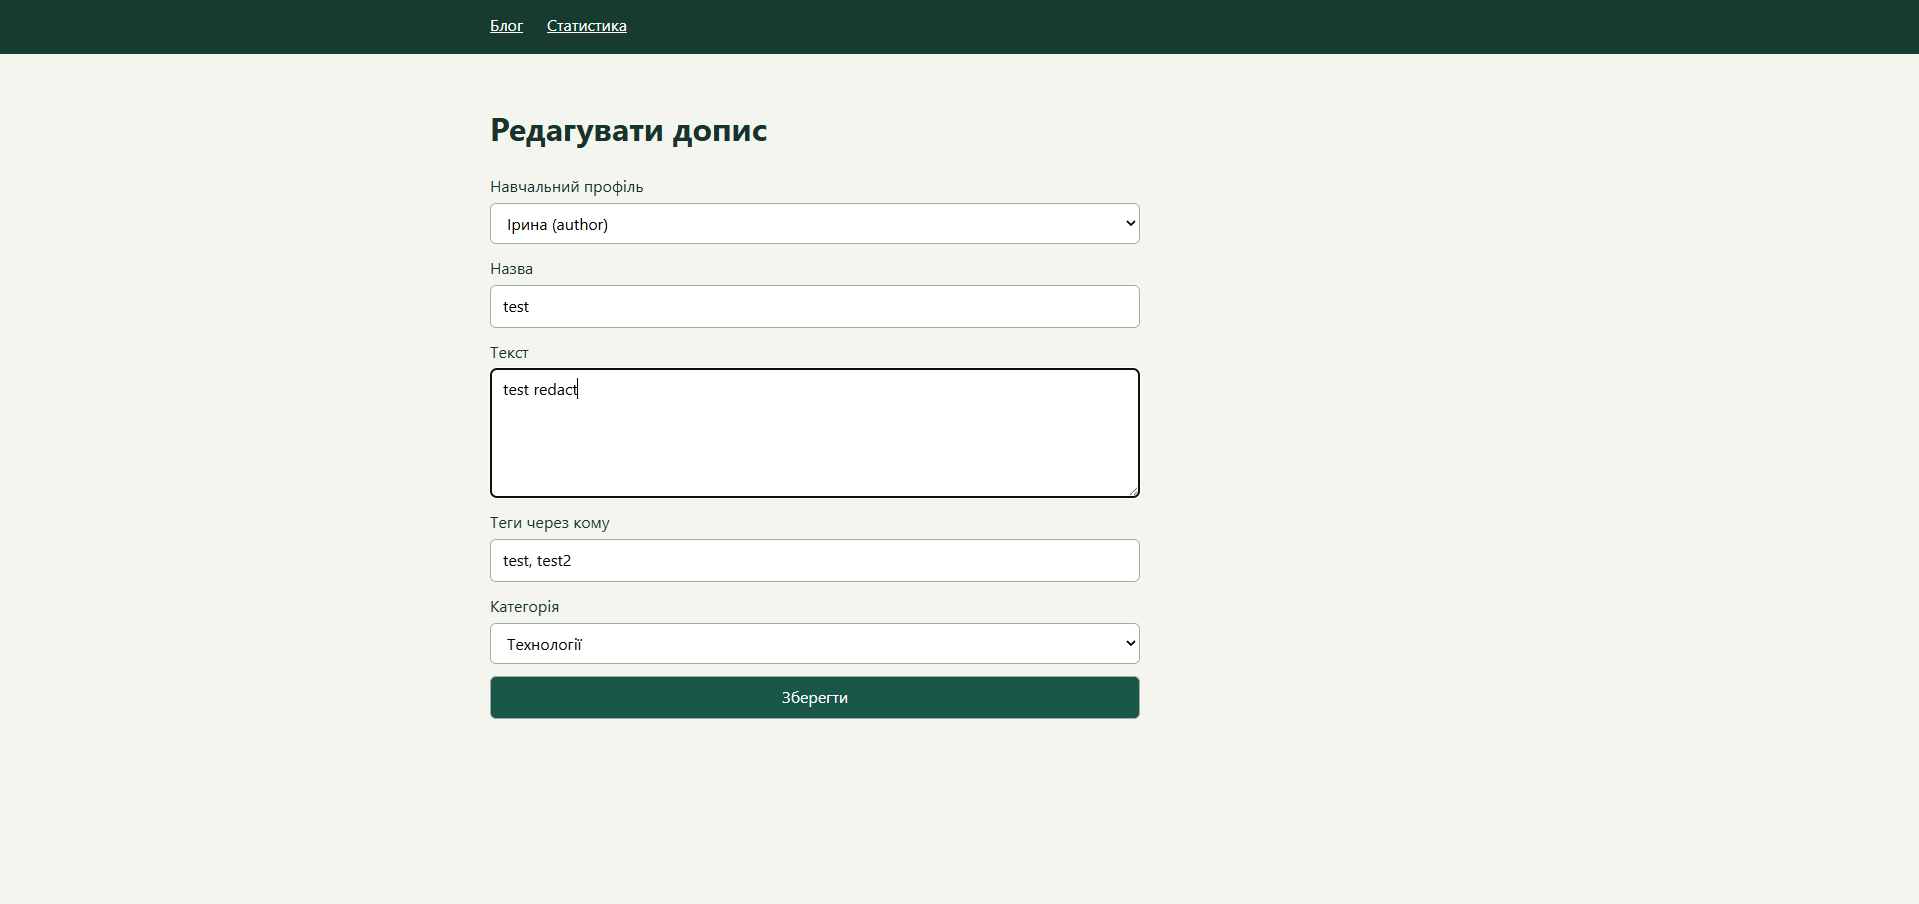 Блог Статистика
Редагувати допис
Навчальний профіль
Ірина (author)
Назва
test
Текст
test redact
Теги через кому
test, test2
Категорія
Технології
Зберегти